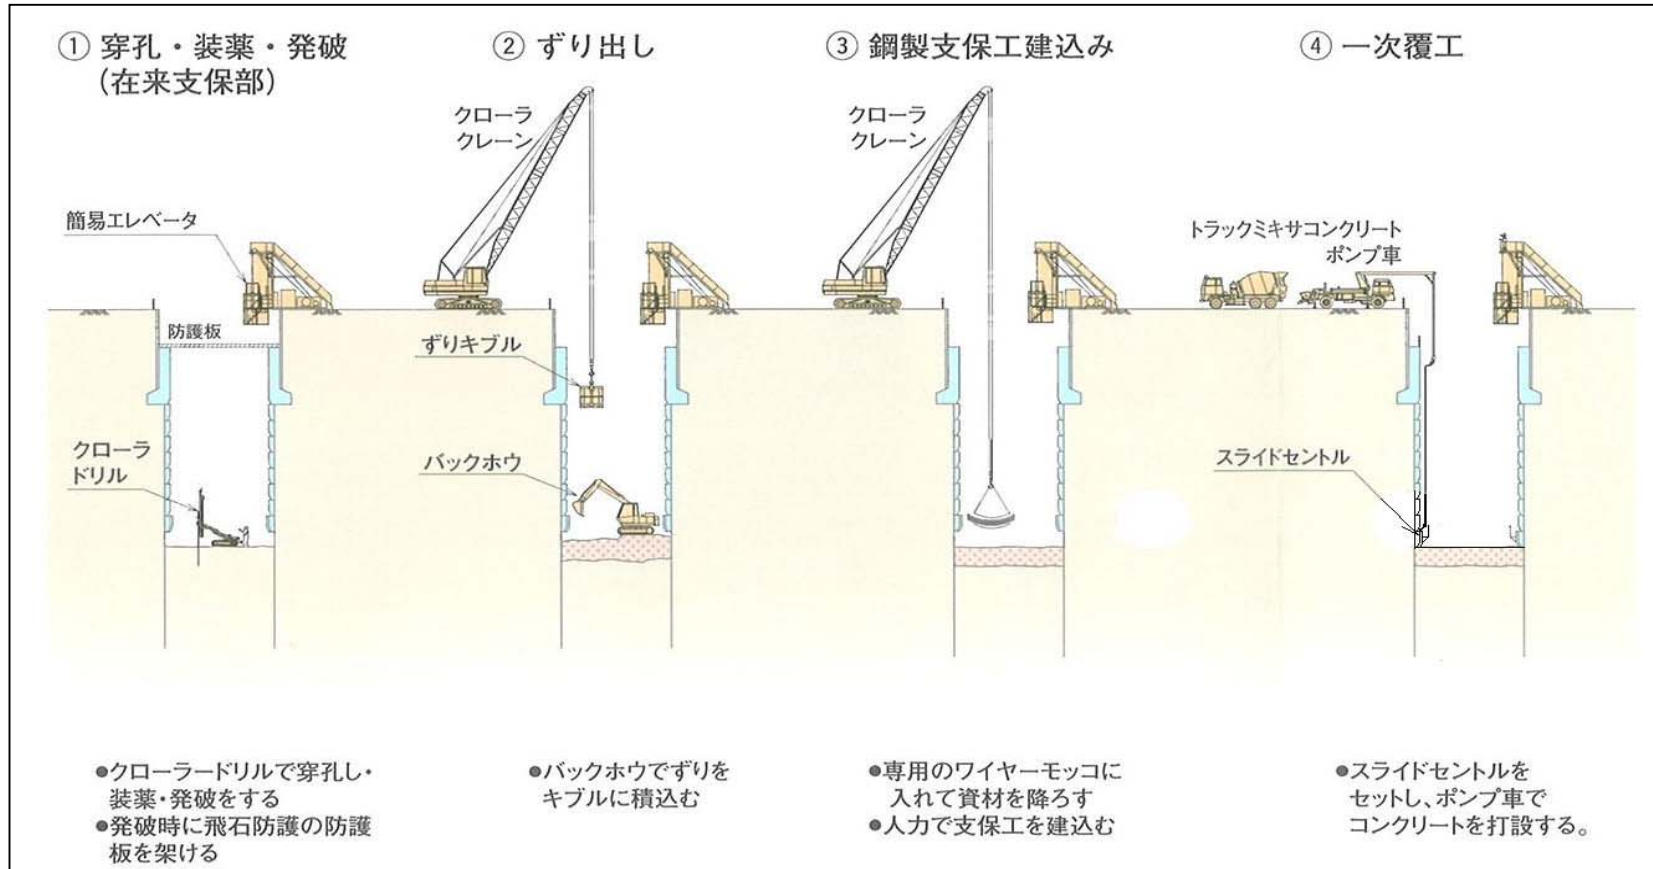 ① 穿孔・装薬・発破
(在来支保部)
② ずり出し
③ 鋼製支保工建込み
④ 一次覆工
簡易エレベータ
防護板
クローラ
ドリル
クローラ
クレーン
ずりキブル
バックホウ
クローラ
クレーン
トラックミキサコンクリート
ポンプ車
スライドセントル
●クローラードリルで穿孔し・
装薬・発破をする
●発破時に飛石防護の防護
板を架ける
●バックホウでずりを
キブルに積込む
●専用のワイヤーモッコに
入れて資材を降ろす
●人力で支保工を建込む
●スライドセントルを
セットし、ポンプ車で
コンクリートを打設する。